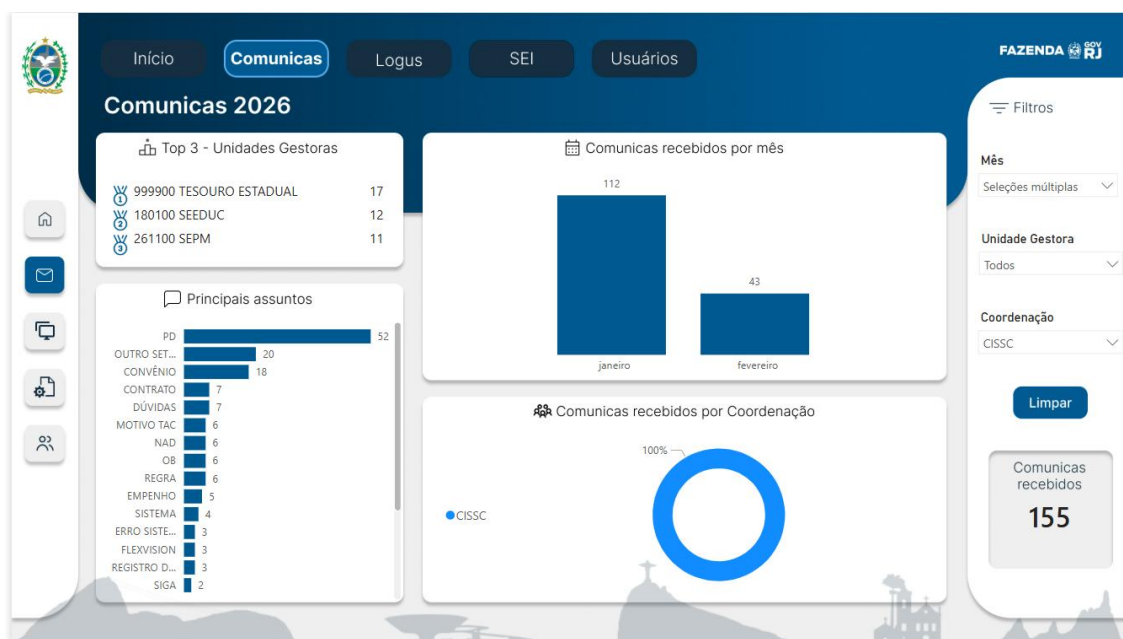 Início
Comunicas
Logus
SEI
Usuários
FAZENDA GOV RJ
Comunicas 2026
Top 3 - Unidades Gestoras
1 999900 TESOURO ESTADUAL 17
2 180100 SEEDUC 12
3 261100 SEPM 11
Principais assuntos
PD 52
OUTRO SET... 20
CONVÊNIO 18
CONTRATO 7
DÚVIDAS 7
MOTIVO TAC 6
NAD 6
OB 6
REGRA 6
EMPENHO 5
SISTEMA 4
ERRO SISTE... 3
FLEXVISION 3
REGISTRO D... 3
SIGA 2
Comunicas recebidos por mês
112
43
janeiro
fevereiro
Comunicas recebidos por Coordenação
100%
CISSC
Filtros
Mês
Seleções múltiplas
Unidade Gestora
Todos
Coordenação
CISSC
Limpar
Comunicas
recebidos
155